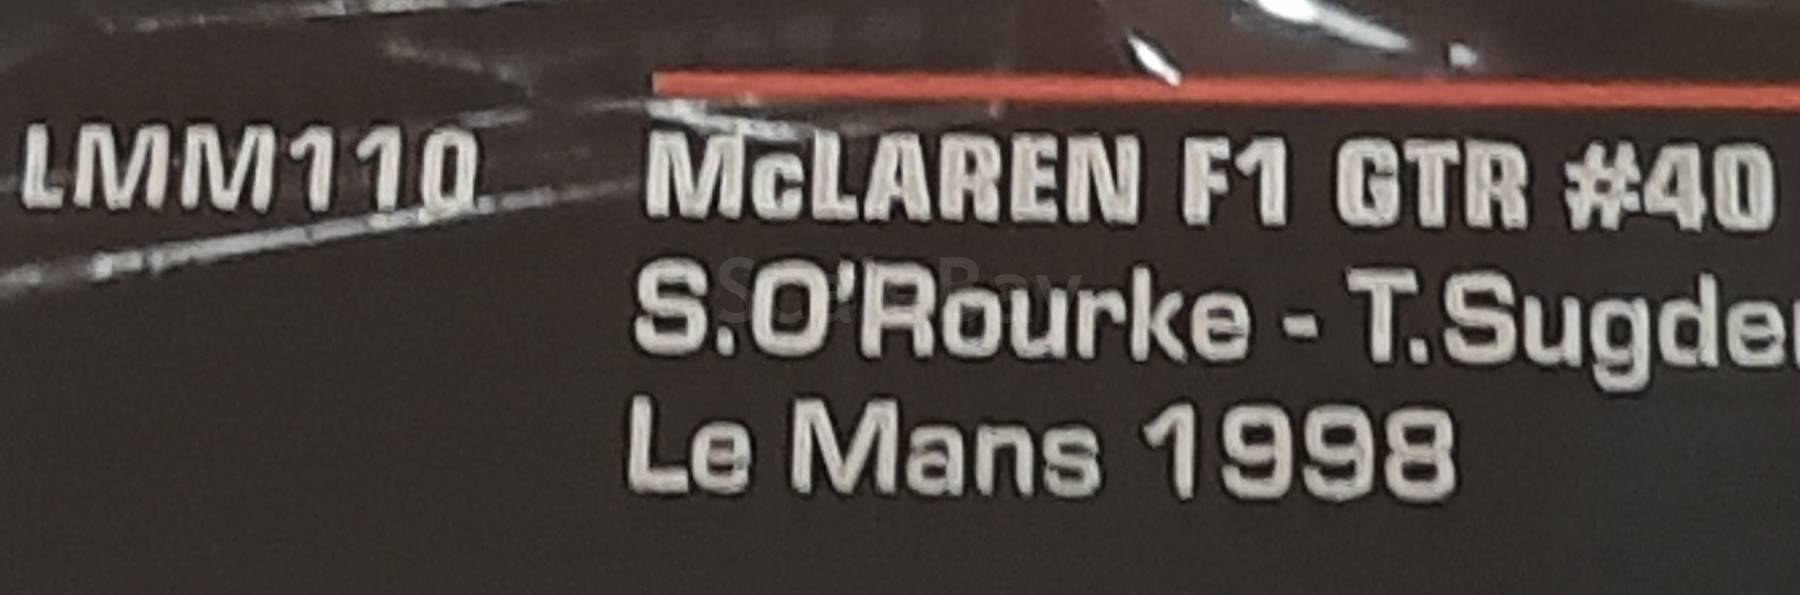 LMM110 McLAREN F1 GTR #40
S.O'Rourke - T.Sugde
Le Mans 1998